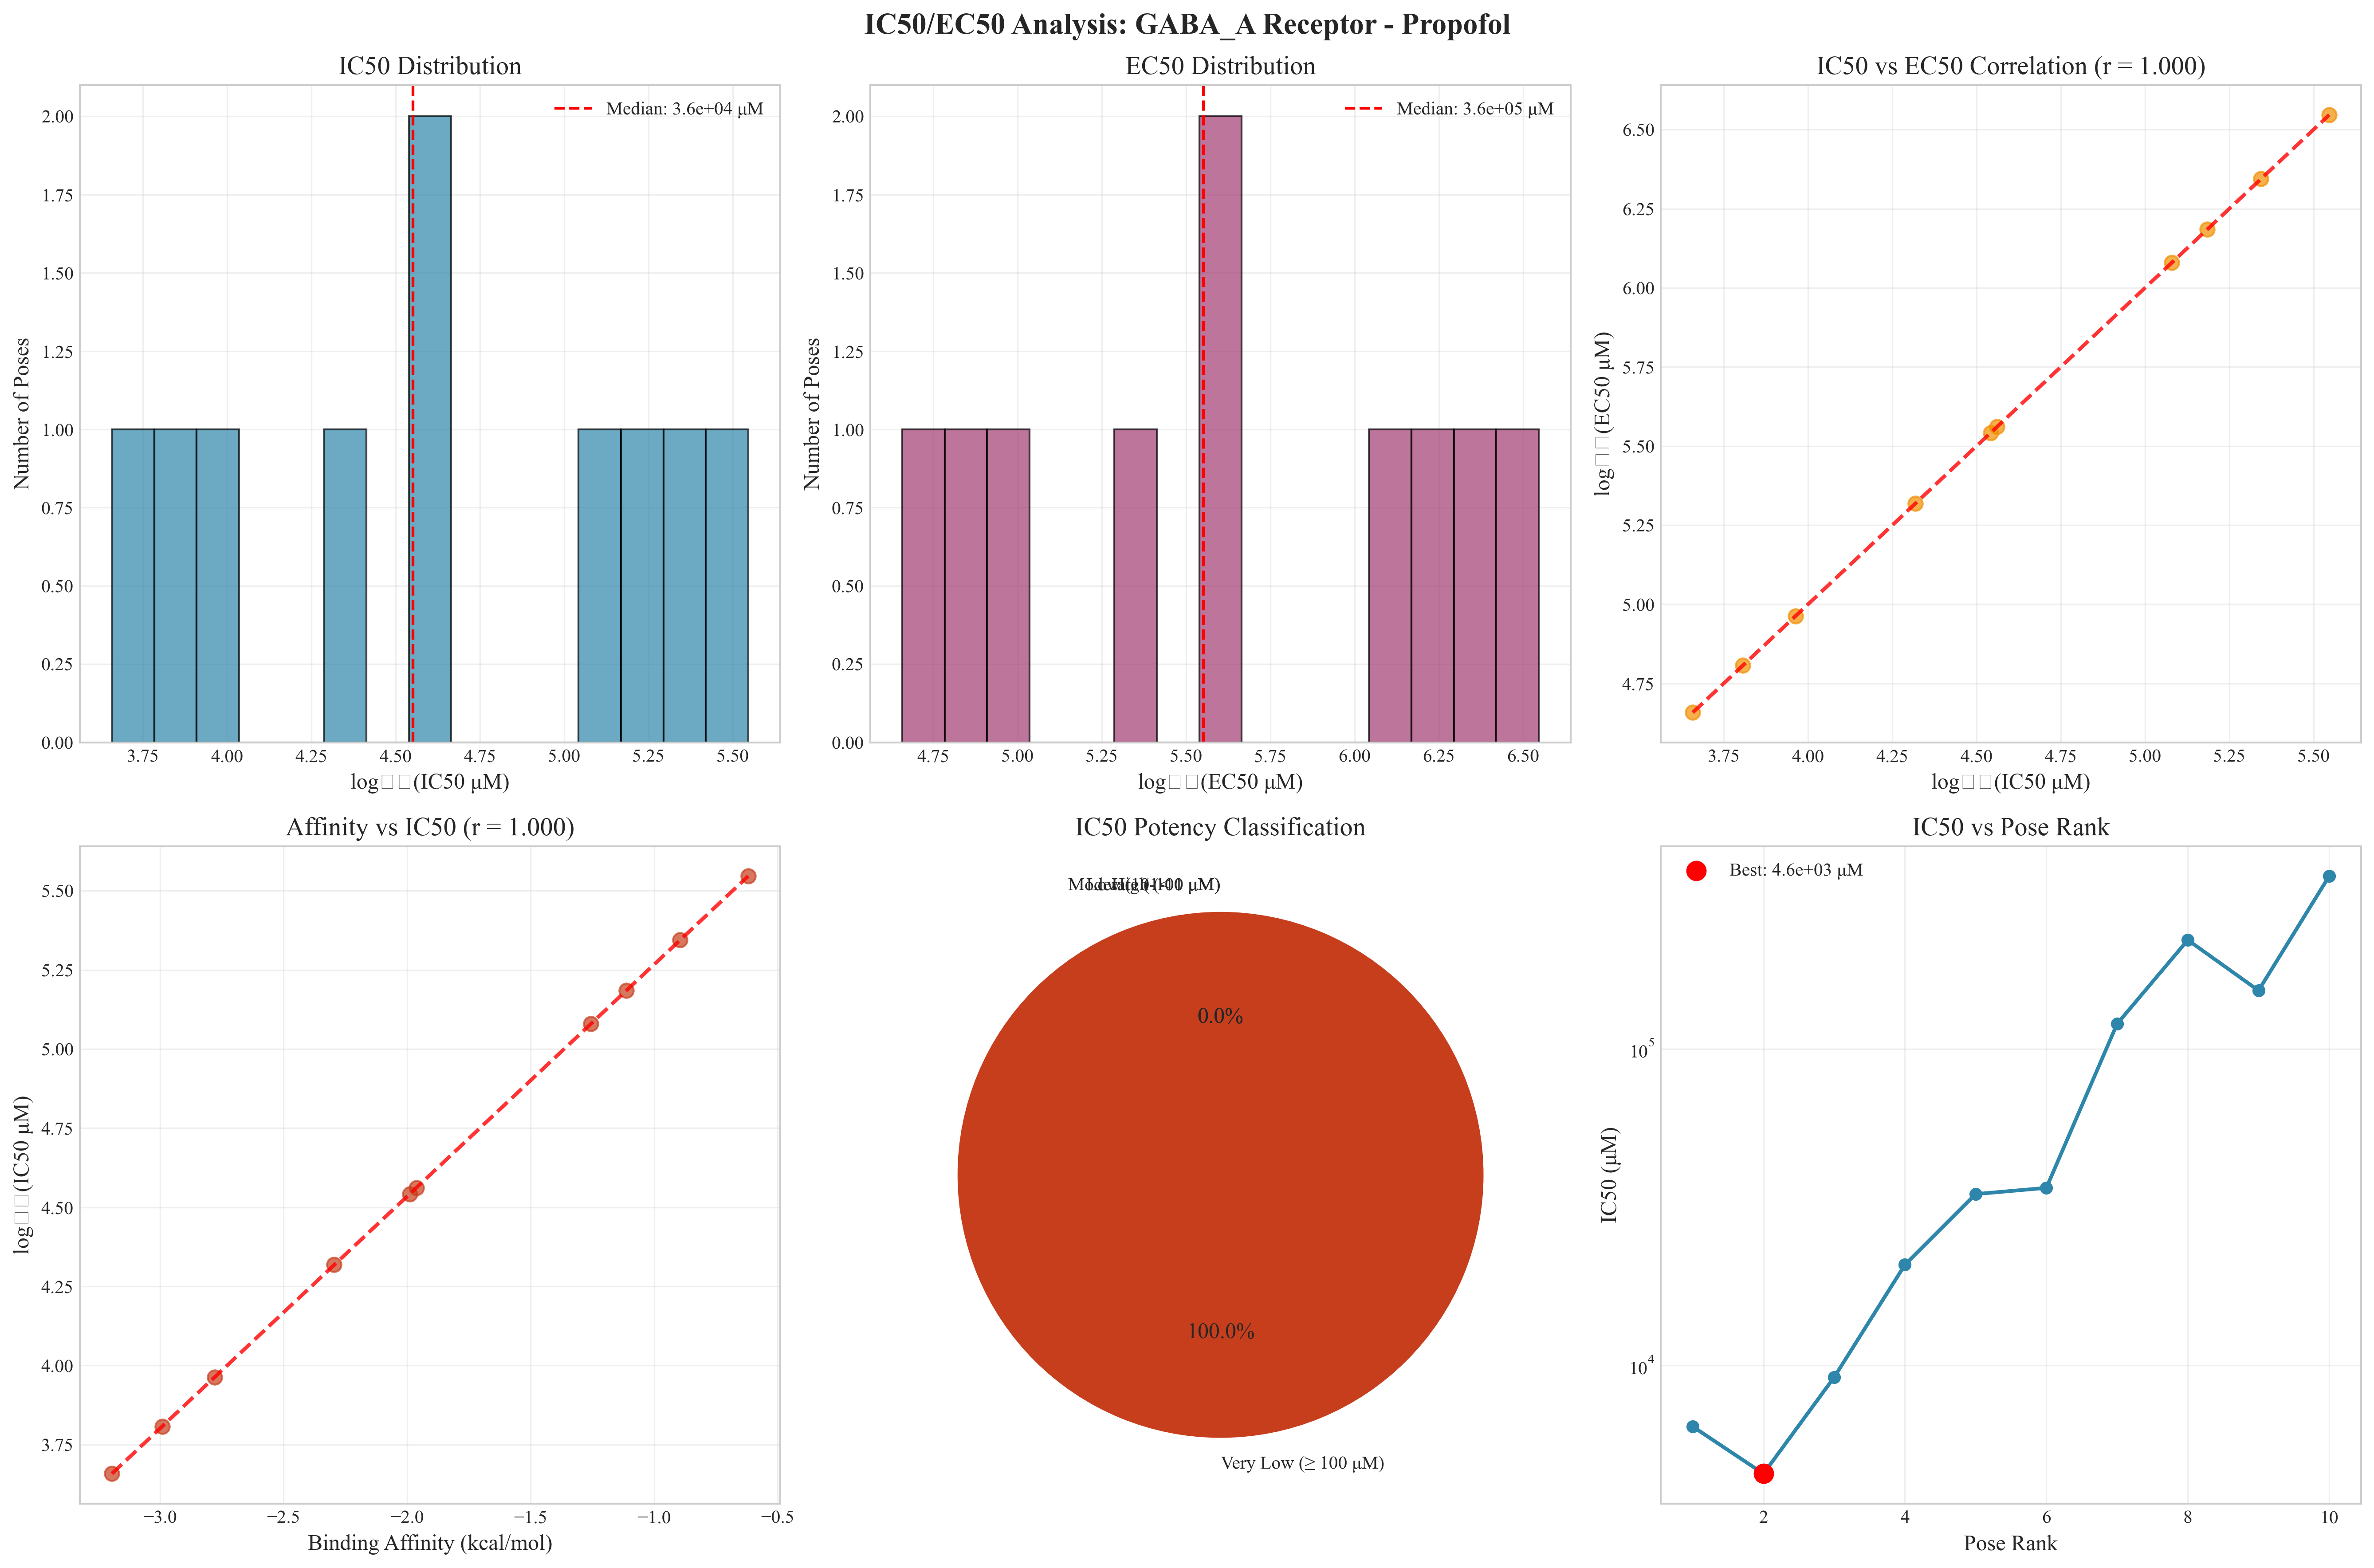 IC50/EC50 Analysis: GABA_A Receptor - Propofol
IC50 Distribution
Number of Poses
2.00
1.75
1.50
1.25
1.00
0.75
0.50
0.25
0.00
Median: 3.6e+04 μM
3.75 4.00 4.25 4.50 4.75 5.00 5.25 5.50
log□□(IC50 μM)
EC50 Distribution
Number of Poses
2.00
1.75
1.50
1.25
1.00
0.75
0.50
0.25
0.00
Median: 3.6e+05 μM
4.75 5.00 5.25 5.50 5.75 6.00 6.25 6.50
log□□(EC50 μM)
IC50 vs EC50 Correlation (r = 1.000)
log□□(EC50 μM)
6.50
6.25
6.00
5.75
5.50
5.25
5.00
4.75
3.75 4.00 4.25 4.50 4.75 5.00 5.25 5.50
log□□(IC50 μM)
Affinity vs IC50 (r = 1.000)
log□□(IC50 μM)
5.50
5.25
5.00
4.75
4.50
4.25
4.00
3.75
−3.0 −2.5 −2.0 −1.5 −1.0 −0.5
Binding Affinity (kcal/mol)
IC50 Potency Classification
0.0%
100.0%
Very Low (≥ 100 μM)
IC50 vs Pose Rank
Best: 4.6e+03 μM
IC50 (μM)
10⁵
10⁴
2 4 6 8 10
Pose Rank